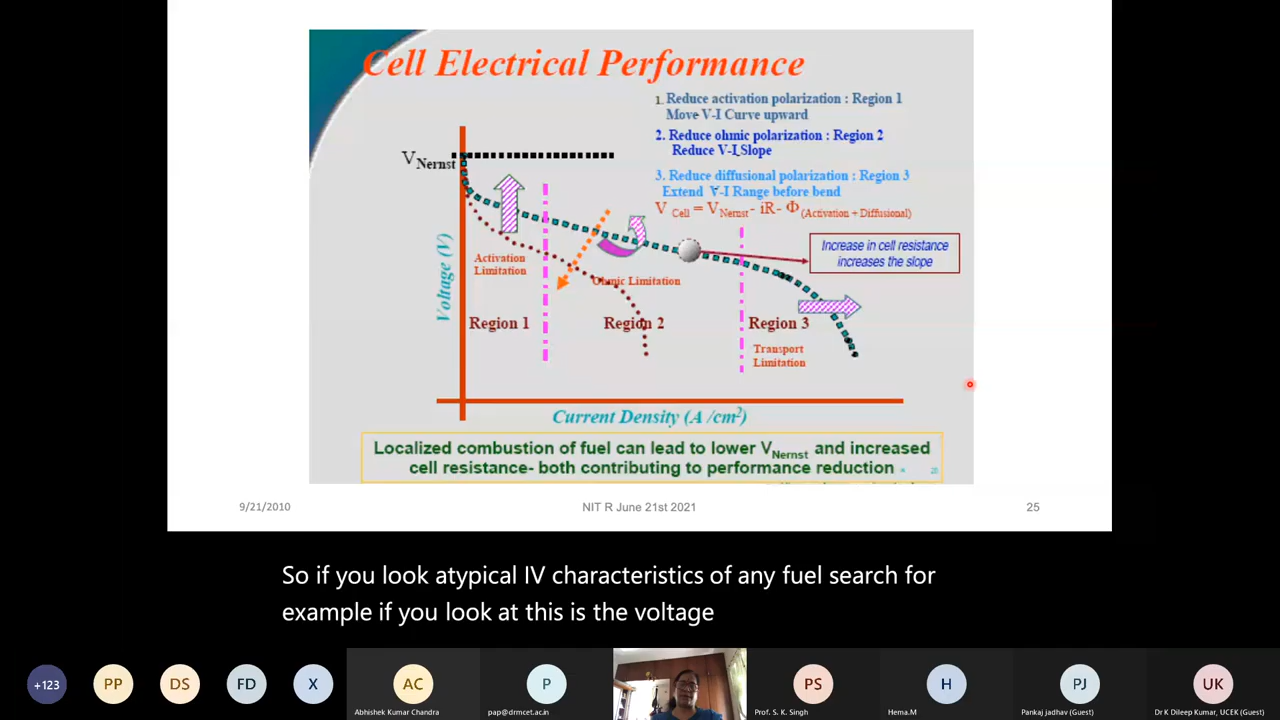 Cell Electrical Performance
1. Reduce activation polarization : Region 1
Move V-I Curve upward
2. Reduce ohmic polarization : Region 2
Reduce V-I Slope
3. Reduce diffusional polarization : Region 3
Extend V-I Range before bend
V Cell = V Nernst - iR - Φ (Activation + Diffusional)
V Nernst
Increase in cell resistance
increases the slope
Activation
Limitation
Ohmic Limitation
Voltage (V)
Region 1
Region 2
Region 3
Transport
Limitation
Current Density (A /cm²)
Localized combustion of fuel can lead to lower V Nernst and increased
cell resistance- both contributing to performance reduction
9/21/2010
NIT R June 21st 2021
25
So if you look atypical IV characteristics of any fuel search for
example if you look at this is the voltage
+123
PP
DS
FD
X
AC
P
PS
H
PJ
UK
Abhishek Kumar Chandra
pap@drmcet.ac.in
Prof. S. K. Singh
Hema.M
Pankaj jadhav (Guest)
Dr K Dileep Kumar, UCEK (Guest)